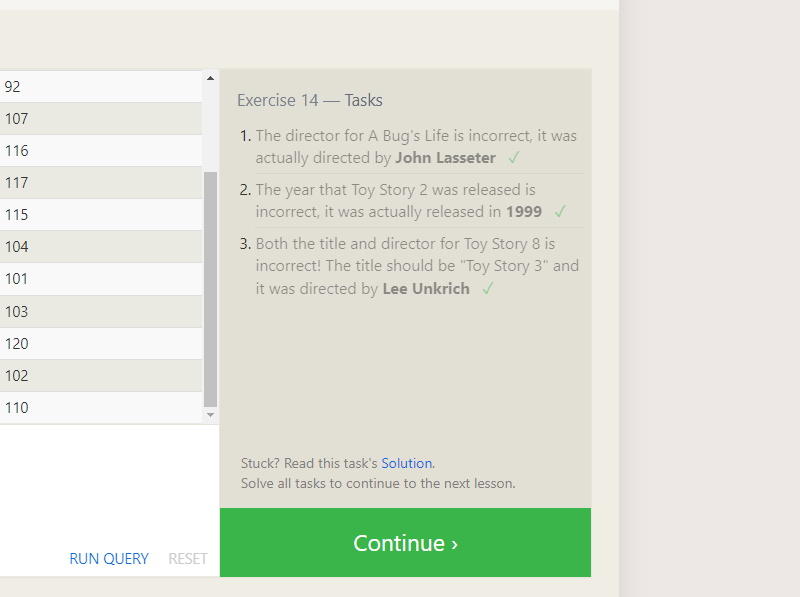 92
107
116
117
115
104
101
103
120
102
110
RUN QUERY RESET
Exercise 14 — Tasks
1. The director for A Bug's Life is incorrect, it was
actually directed by John Lasseter ✓
2. The year that Toy Story 2 was released is
incorrect, it was actually released in 1999 ✓
3. Both the title and director for Toy Story 8 is
incorrect! The title should be "Toy Story 3" and
it was directed by Lee Unkrich ✓
Stuck? Read this task's Solution.
Solve all tasks to continue to the next lesson.
Continue ›